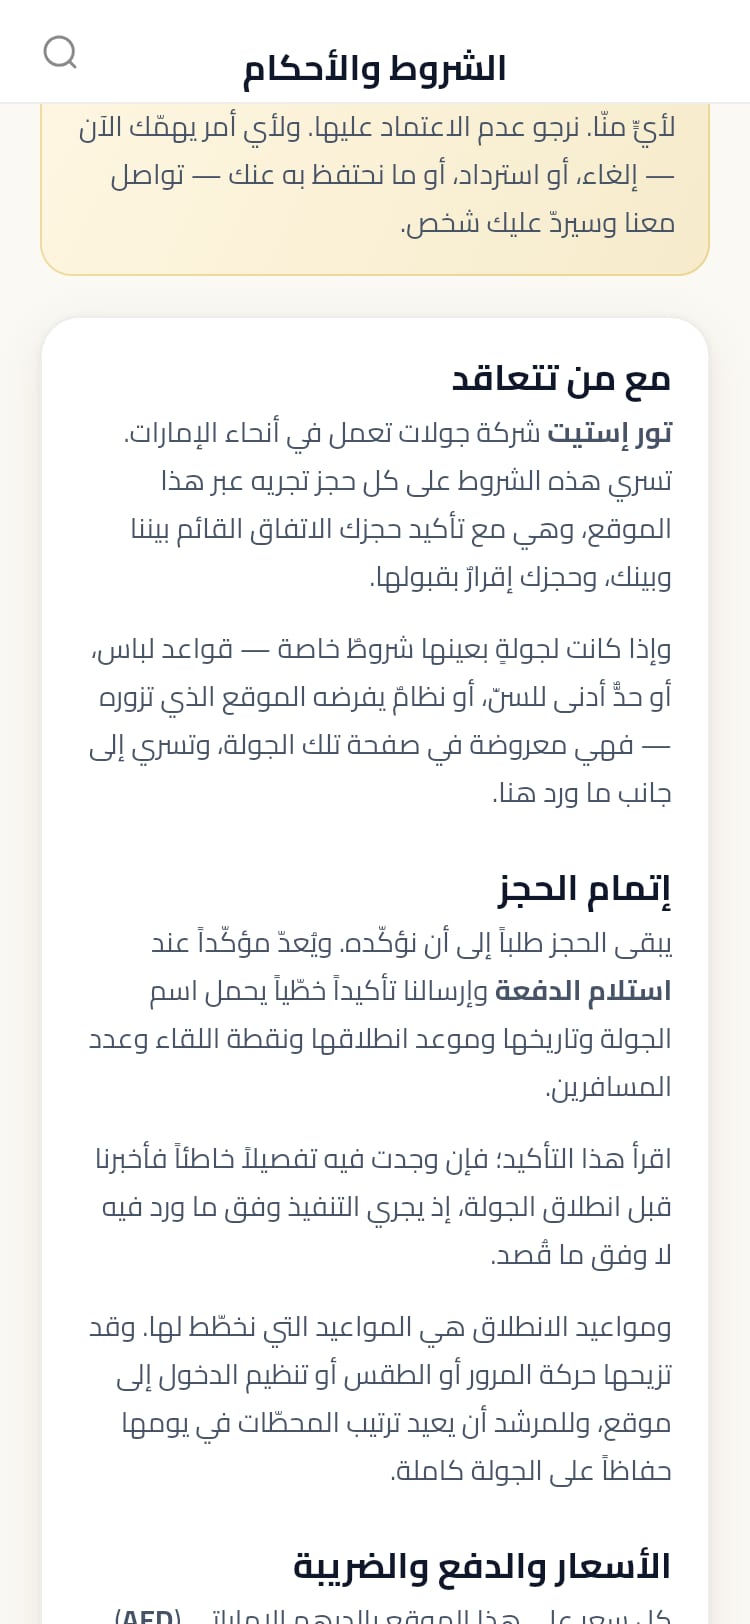 الشروط والأحكام
لأيٍّ منّا. نرجو عدم الاعتماد عليها. ولأي أمر يهمّك الآن
— إلغاء، أو استرداد، أو ما نحتفظ به عنك — تواصل
معنا وسيردّ عليك شخص.
مع من تتعاقد
تور إستيت شركة جولات تعمل في أنحاء الإمارات.
تسري هذه الشروط على كل حجز تجريه عبر هذا
الموقع، وهي مع تأكيد حجزك الاتفاق القائم بيننا
وبينك، وحجزك إقرارٌ بقبولها.
وإذا كانت لجولةٍ بعينها شروطٌ خاصة — قواعد لباس،
أو حدٌّ أدنى للسنّ، أو نظامٌ يفرضه الموقع الذي تزوره
— فهي معروضة في صفحة تلك الجولة، وتسري إلى
جانب ما ورد هنا.
إتمام الحجز
يبقى الحجز طلباً إلى أن نؤكّده. ويُعدّ مؤكّداً عند
استلام الدفعة وإرسالنا تأكيداً خطّياً يحمل اسم
الجولة وتاريخها وموعد انطلاقها ونقطة اللقاء وعدد
المسافرين.
اقرأ هذا التأكيد؛ فإن وجدت فيه تفصيلاً خاطئاً فأخبرنا
قبل انطلاق الجولة، إذ يجري التنفيذ وفق ما ورد فيه
لا وفق ما قُصد.
ومواعيد الانطلاق هي المواعيد التي نخطّط لها. وقد
تزيحها حركة المرور أو الطقس أو تنظيم الدخول إلى
موقع، وللمرشد أن يعيد ترتيب المحطّات في يومها
حفاظاً على الجولة كاملة.
الأسعار والدفع والضريبة
كل سعر على هذا الموقع بالدرهم الإماراتي (AED)